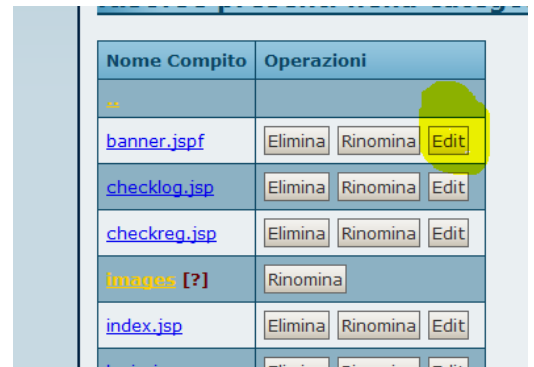 Nome Compito Operazioni
..
banner.jspf Elimina Rinomina Edit
checklog.jsp Elimina Rinomina Edit
checkreg.jsp Elimina Rinomina Edit
images [?] Rinomina
index.jsp Elimina Rinomina Edit